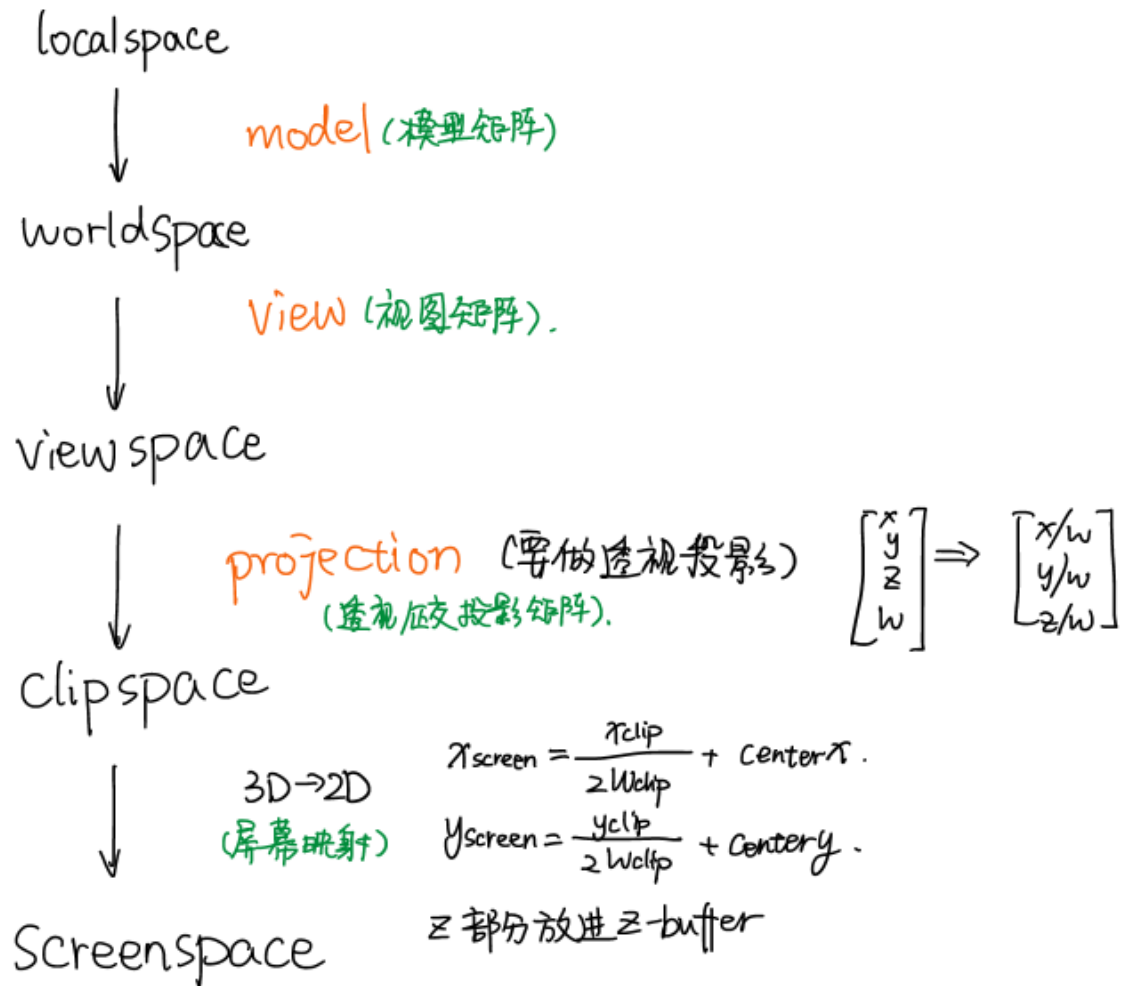 localspace
model (模型矩阵)
worldspace
view (视图矩阵).
viewspace
projection (要做透视投影)
(透视/正交投影矩阵).
[x y z w] ⇒ [x/w y/w z/w]
clipspace
3D→2D
(屏幕映射)
xscreen = xclip / 2Wclip + centerx.
yscreen = yclip / 2Wclip + centery.
z部分放进z-buffer
Screenspace